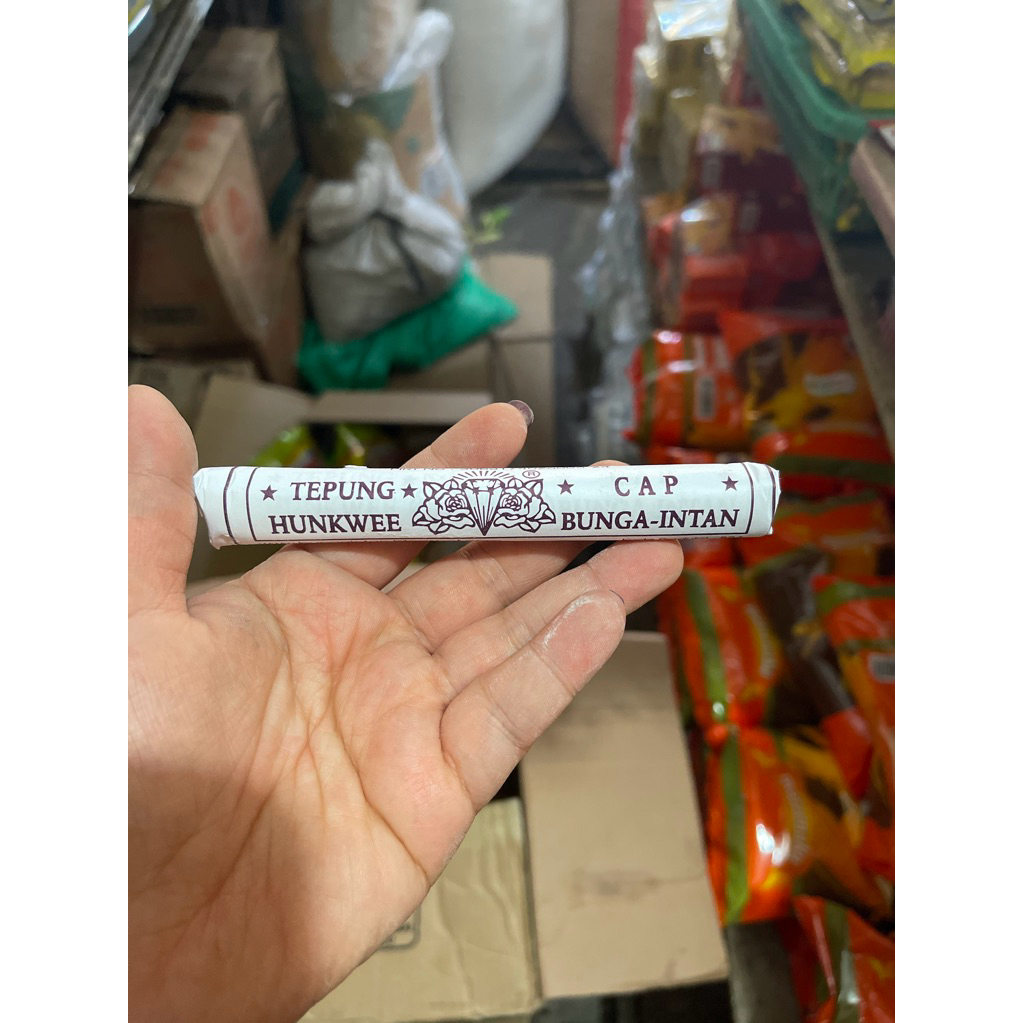 ★ TEPUNG ★
HUNKWEE
®
★ CAP ★
BUNGA-INTAN